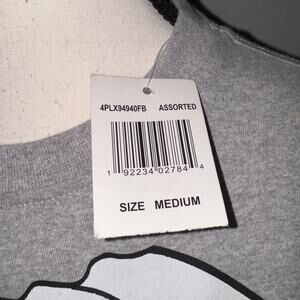 4PLX94940FB ASSORTED
1 92234 02784 4
SIZE MEDIUM